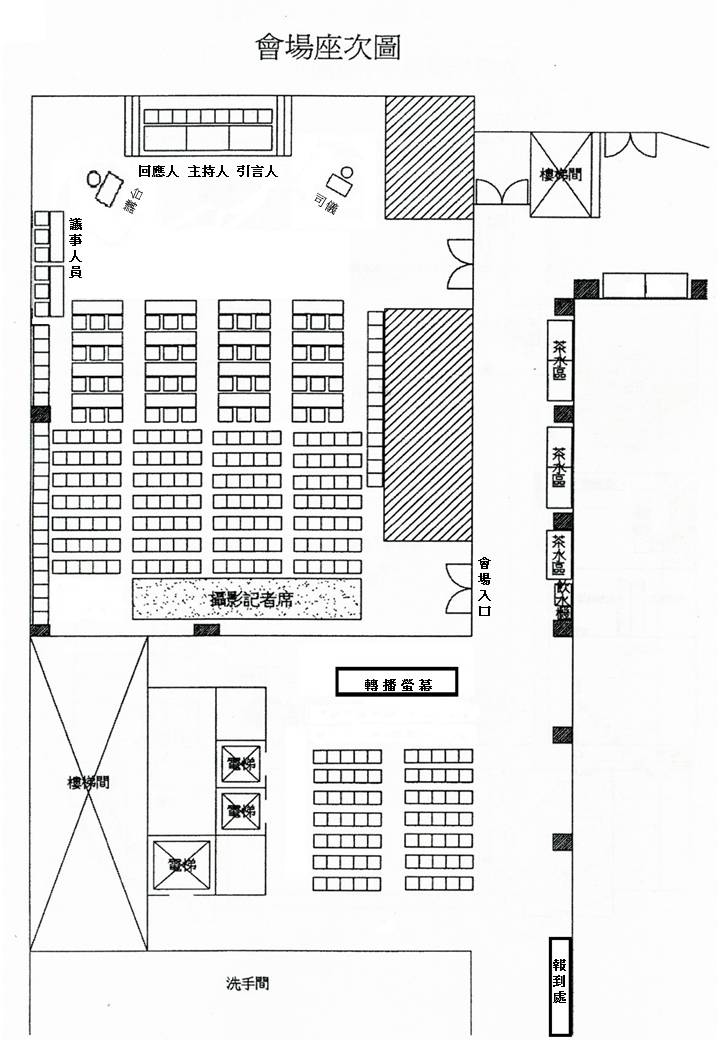 會場座次圖
回應人 主持人 引言人
樓梯間
講台
司儀
議事人員
茶水區
茶水區
茶水區
飲水機
會場入口
攝影記者席
轉播螢幕
樓梯間
電梯
電梯
電梯
報到處
洗手間